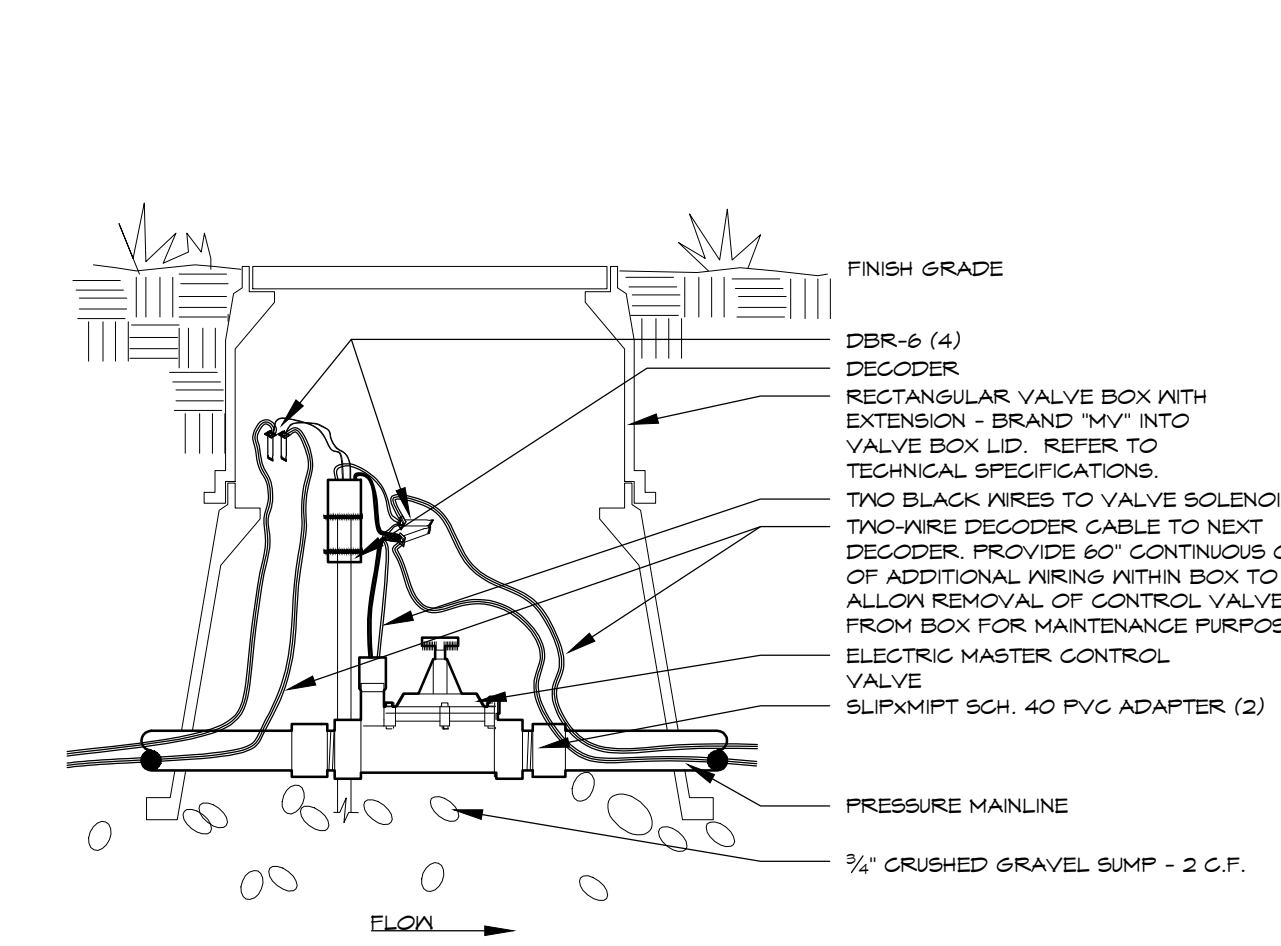 FINISH GRADE
DBR-6 (4)
DECODER
RECTANGULAR VALVE BOX WITH
EXTENSION - BRAND "MV" INTO
VALVE BOX LID. REFER TO
TECHNICAL SPECIFICATIONS.
TWO BLACK WIRES TO VALVE
TWO-WIRE DECODER CABLE TO NEXT
DECODER. PROVIDE 60" CONTINUOUS
OF ADDITIONAL WIRING WITHIN BOX TO
ALLOW REMOVAL OF CONTROL VALVE
FROM BOX FOR MAINTENANCE
ELECTRIC MASTER CONTROL
VALVE
SLIPxMIPT SCH. 40 PVC ADAPTER (2)
PRESSURE MAINLINE
¾" CRUSHED GRAVEL SUMP - 2 C.F.
FLOW